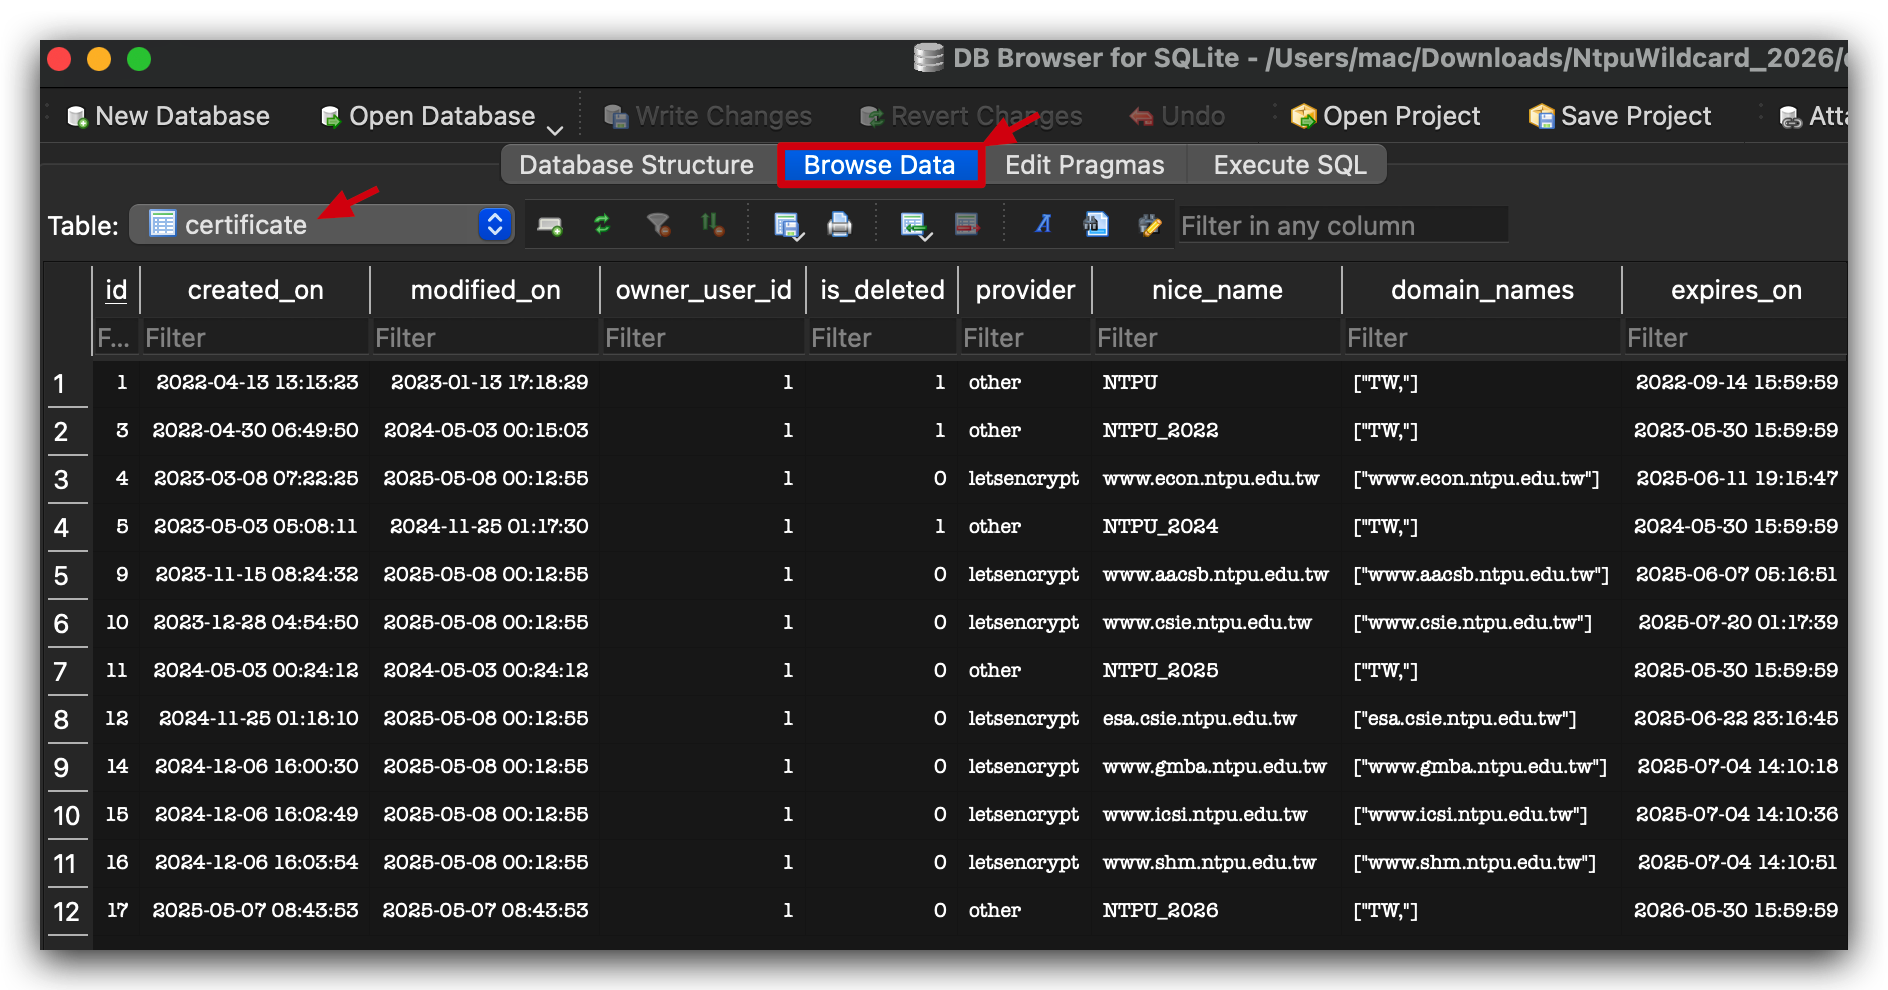 DB Browser for SQLite - /Users/mac/Downloads/NtpuWildcard_2026/
New Database Open Database Write Changes Revert Changes Undo Open Project Save Project
Database Structure Browse Data Edit Pragmas Execute SQL
Table: certificate Filter in any column
id created_on modified_on owner_user_id is_deleted provider nice_name domain_names expires_on
F... Filter Filter Filter Filter Filter Filter Filter Filter
1 1 2022-04-13 13:13:23 2023-01-13 17:18:29 1 1 other NTPU ["TW,"] 2022-09-14 15:59:59
2 3 2022-04-30 06:49:50 2024-05-03 00:15:03 1 1 other NTPU_2022 ["TW,"] 2023-05-30 15:59:59
3 4 2023-03-08 07:22:25 2025-05-08 00:12:55 1 0 letsencrypt www.econ.ntpu.edu.tw ["www.econ.ntpu.edu.tw"] 2025-06-11 19:15:47
4 5 2023-05-03 05:08:11 2024-11-25 01:17:30 1 1 other NTPU_2024 ["TW,"] 2024-05-30 15:59:59
5 9 2023-11-15 08:24:32 2025-05-08 00:12:55 1 0 letsencrypt www.aacsb.ntpu.edu.tw ["www.aacsb.ntpu.edu.tw"] 2025-06-07 05:16:51
6 10 2023-12-28 04:54:50 2025-05-08 00:12:55 1 0 letsencrypt www.csie.ntpu.edu.tw ["www.csie.ntpu.edu.tw"] 2025-07-20 01:17:39
7 11 2024-05-03 00:24:12 2024-05-03 00:24:12 1 0 other NTPU_2025 ["TW,"] 2025-05-30 15:59:59
8 12 2024-11-25 01:18:10 2025-05-08 00:12:55 1 0 letsencrypt esa.csie.ntpu.edu.tw ["esa.csie.ntpu.edu.tw"] 2025-06-22 23:16:45
9 14 2024-12-06 16:00:30 2025-05-08 00:12:55 1 0 letsencrypt www.gmba.ntpu.edu.tw ["www.gmba.ntpu.edu.tw"] 2025-07-04 14:10:18
10 15 2024-12-06 16:02:49 2025-05-08 00:12:55 1 0 letsencrypt www.icsi.ntpu.edu.tw ["www.icsi.ntpu.edu.tw"] 2025-07-04 14:10:36
11 16 2024-12-06 16:03:54 2025-05-08 00:12:55 1 0 letsencrypt www.shm.ntpu.edu.tw ["www.shm.ntpu.edu.tw"] 2025-07-04 14:10:51
12 17 2025-05-07 08:43:53 2025-05-07 08:43:53 1 0 other NTPU_2026 ["TW,"] 2026-05-30 15:59:59